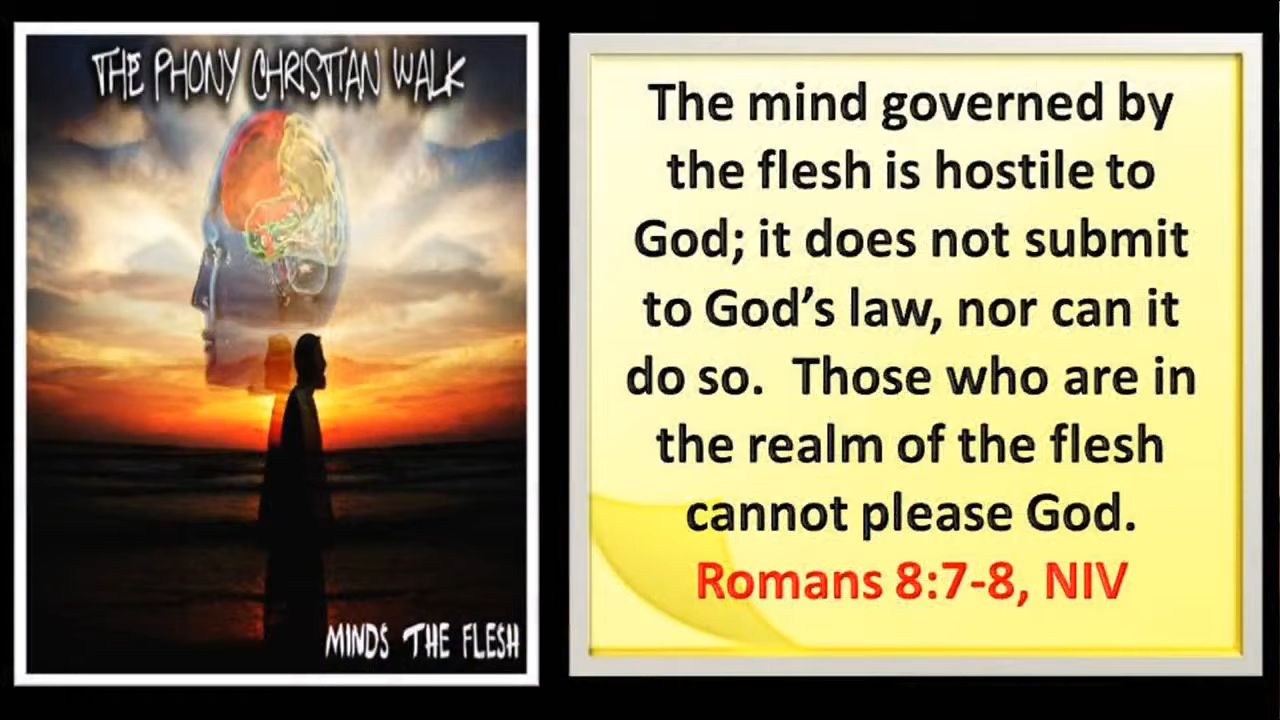 THE PHONY CHRISTIAN WALK
MINDS THE FLESH
The mind governed by
the flesh is hostile to
God; it does not submit
to God’s law, nor can it
do so.  Those who are in
the realm of the flesh
cannot please God.
Romans 8:7-8, NIV